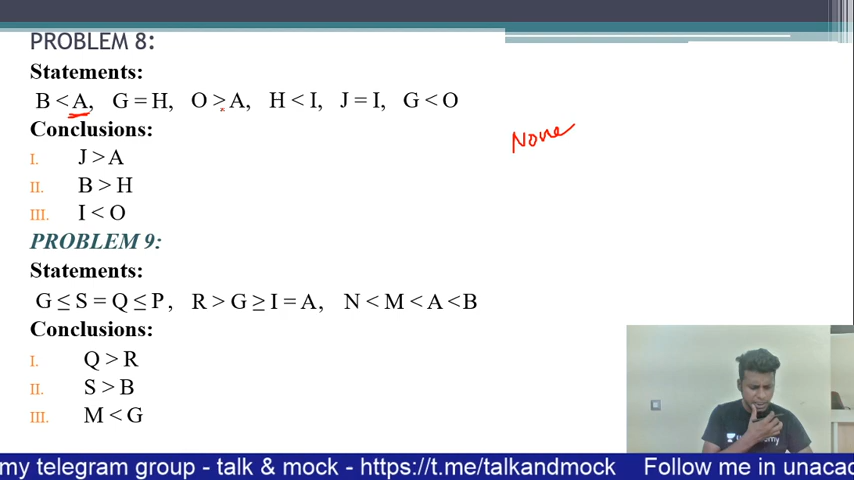 PROBLEM 8:
Statements:
B < A, G = H, O > A, H < I, J = I, G < O
None
Conclusions:
I. J > A
II. B > H
III. I < O
PROBLEM 9:
Statements:
G ≤ S = Q ≤ P, R > G ≥ I = A, N < M < A < B
Conclusions:
I. Q > R
II. S > B
III. M < G
my telegram group - talk & mock - https://t.me/talkandmock Follow me in unacad